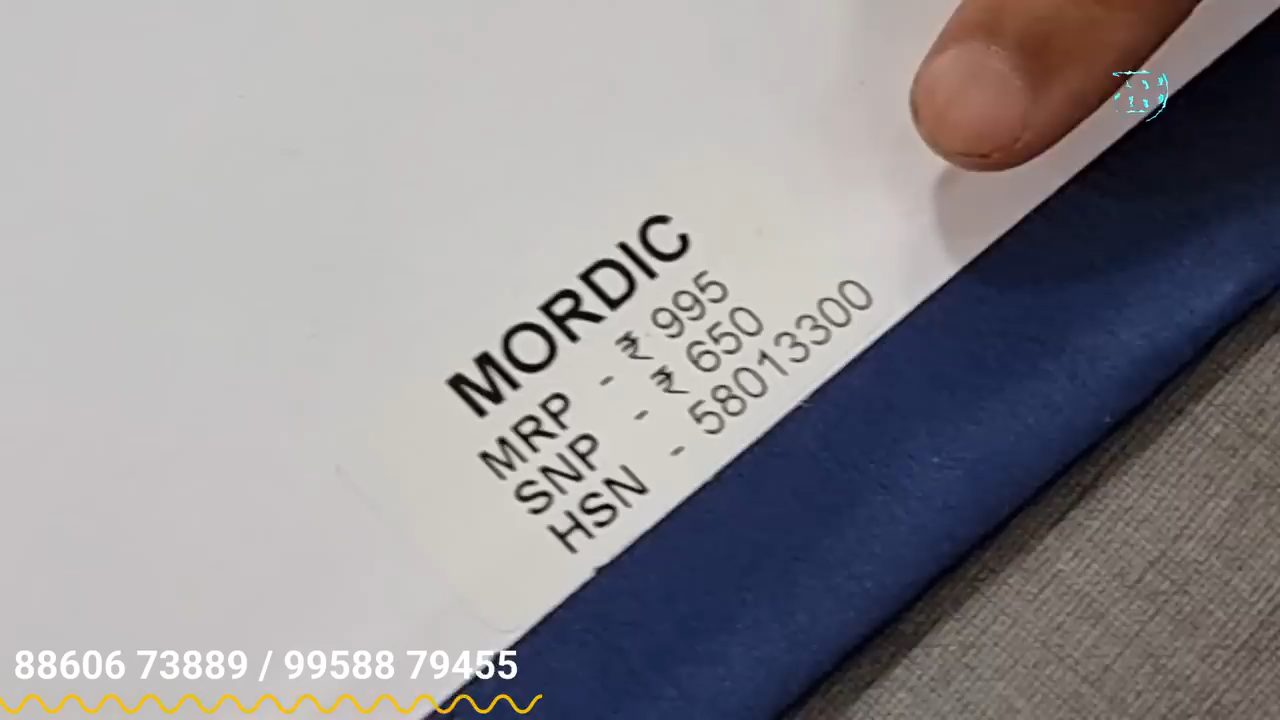 MORDIC
MRP - ₹ 995
SNP - ₹ 650
HSN - 58013300
88606 73889 / 99588 79455